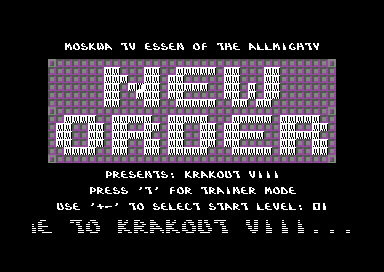 MOSKWA TV ESSEN OF THE ALLMIGHTY
NEW
ORDER
PRESENTS: KRAKOUT VIII
PRESS 'T' FOR TRAINER MODE
USE '+-' TO SELECT START LEVEL: 01
E TO KRAKOUT VIII...